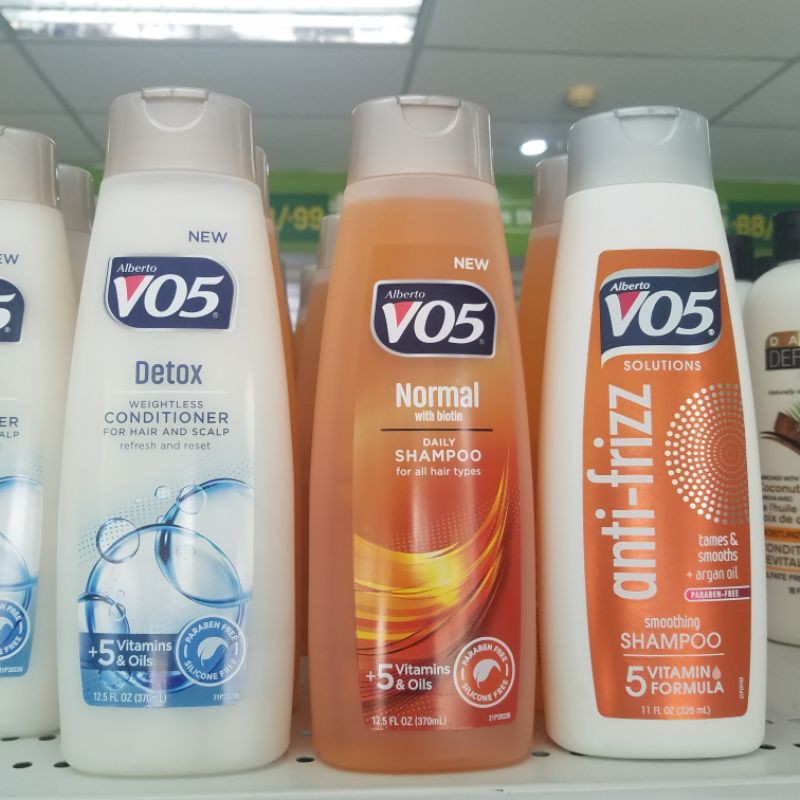 NEW
Alberto
VO5
Detox
WEIGHTLESS
CONDITIONER
FOR HAIR AND SCALP
refresh and reset
+5 Vitamins
& Oils
PARABEN FREE
SILICONE FREE
12.5 FL OZ (370mL)
NEW
Alberto
VO5
Normal
with biotin
DAILY
SHAMPOO
for all hair types
+5 Vitamins
& Oils
PARABEN FREE
SILICONE FREE
12.5 FL OZ (370mL)
Alberto
VO5
SOLUTIONS
anti-frizz
tames &
smooths
+ argan oil
PARABEN-FREE
smoothing
SHAMPOO
5 VITAMIN
FORMULA
11 FL OZ (325 mL)